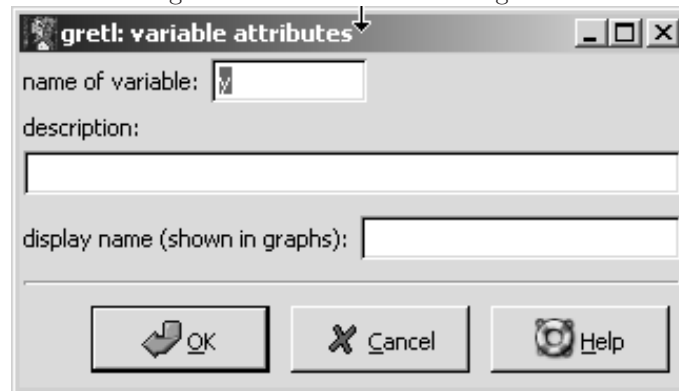 gretl: variable attributes
name of variable: y
description:
display name (shown in graphs):
OK Cancel Help